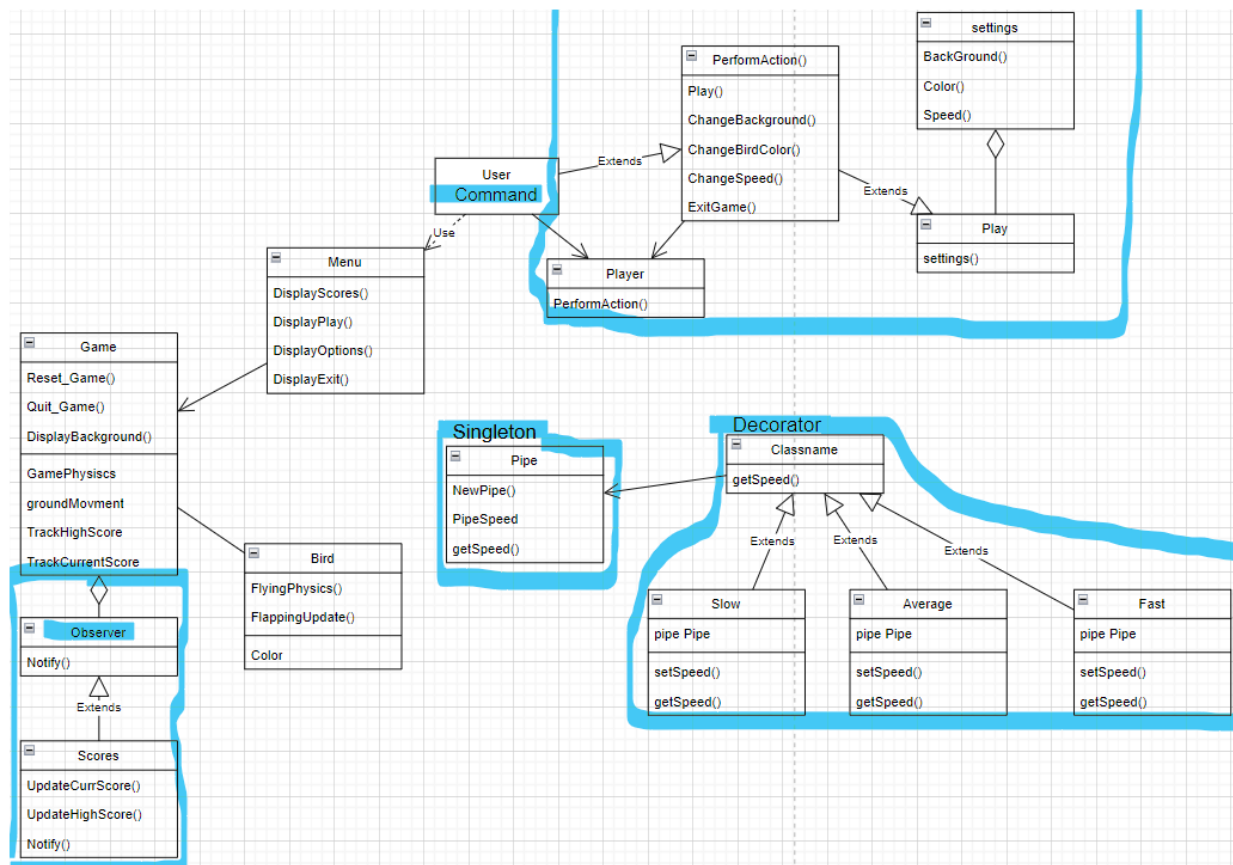 settings
BackGround()
Color()
Speed()
PerformAction()
Play()
ChangeBackground()
ChangeBirdColor()
ChangeSpeed()
ExitGame()
Extends
User
Command
Extends
Use
Play
settings()
Menu
DisplayScores()
DisplayPlay()
DisplayOptions()
DisplayExit()
Player
PerformAction()
Game
Reset_Game()
Quit_Game()
DisplayBackground()
GamePhysiscs
groundMovment
TrackHighScore
TrackCurrentScore
Singleton
Pipe
NewPipe()
PipeSpeed
getSpeed()
Decorator
Classname
getSpeed()
Extends
Extends
Extends
Bird
FlyingPhysics()
FlappingUpdate()
Color
Slow
pipe Pipe
setSpeed()
getSpeed()
Average
pipe Pipe
setSpeed()
getSpeed()
Fast
pipe Pipe
setSpeed()
getSpeed()
Observer
Notify()
Extends
Scores
UpdateCurrScore()
UpdateHighScore()
Notify()